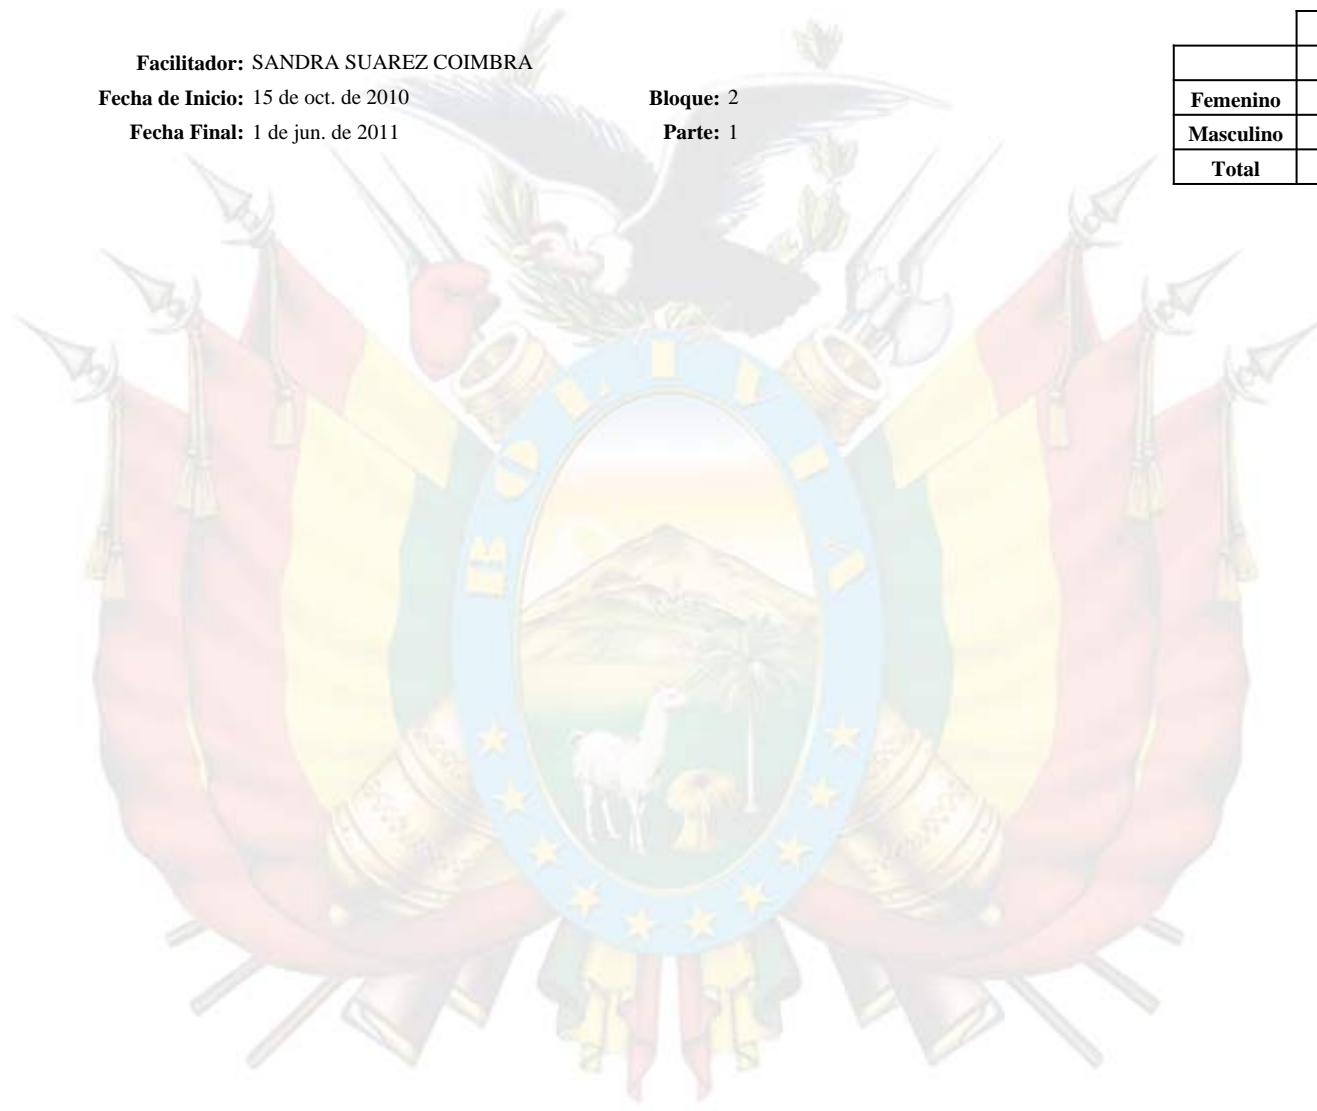 Facilitador: SANDRA SUAREZ COIMBRA
Fecha de Inicio: 15 de oct. de 2010 Bloque: 2
Fecha Final: 1 de jun. de 2011 Parte: 1
Femenino
Masculino
Total
BOLIVIA